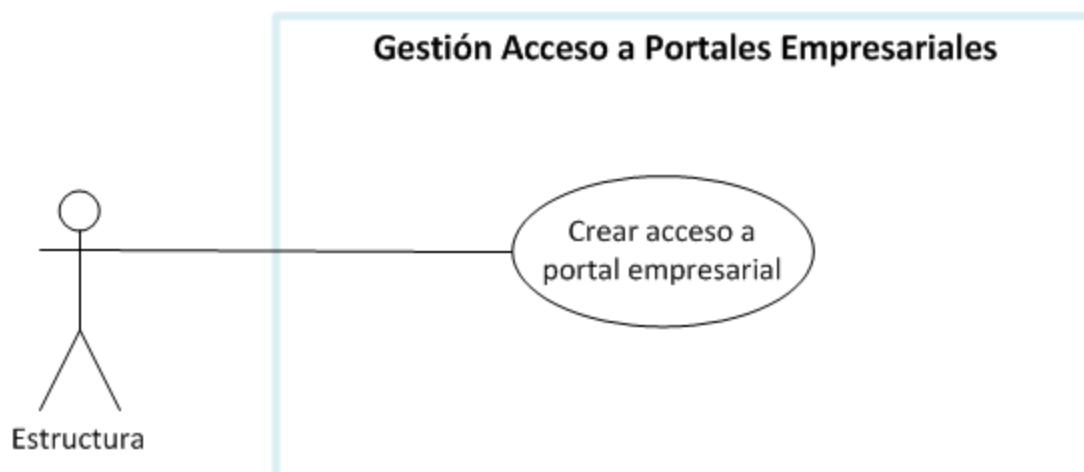 Gestión Acceso a Portales Empresariales
Crear acceso a
portal empresarial
Estructura